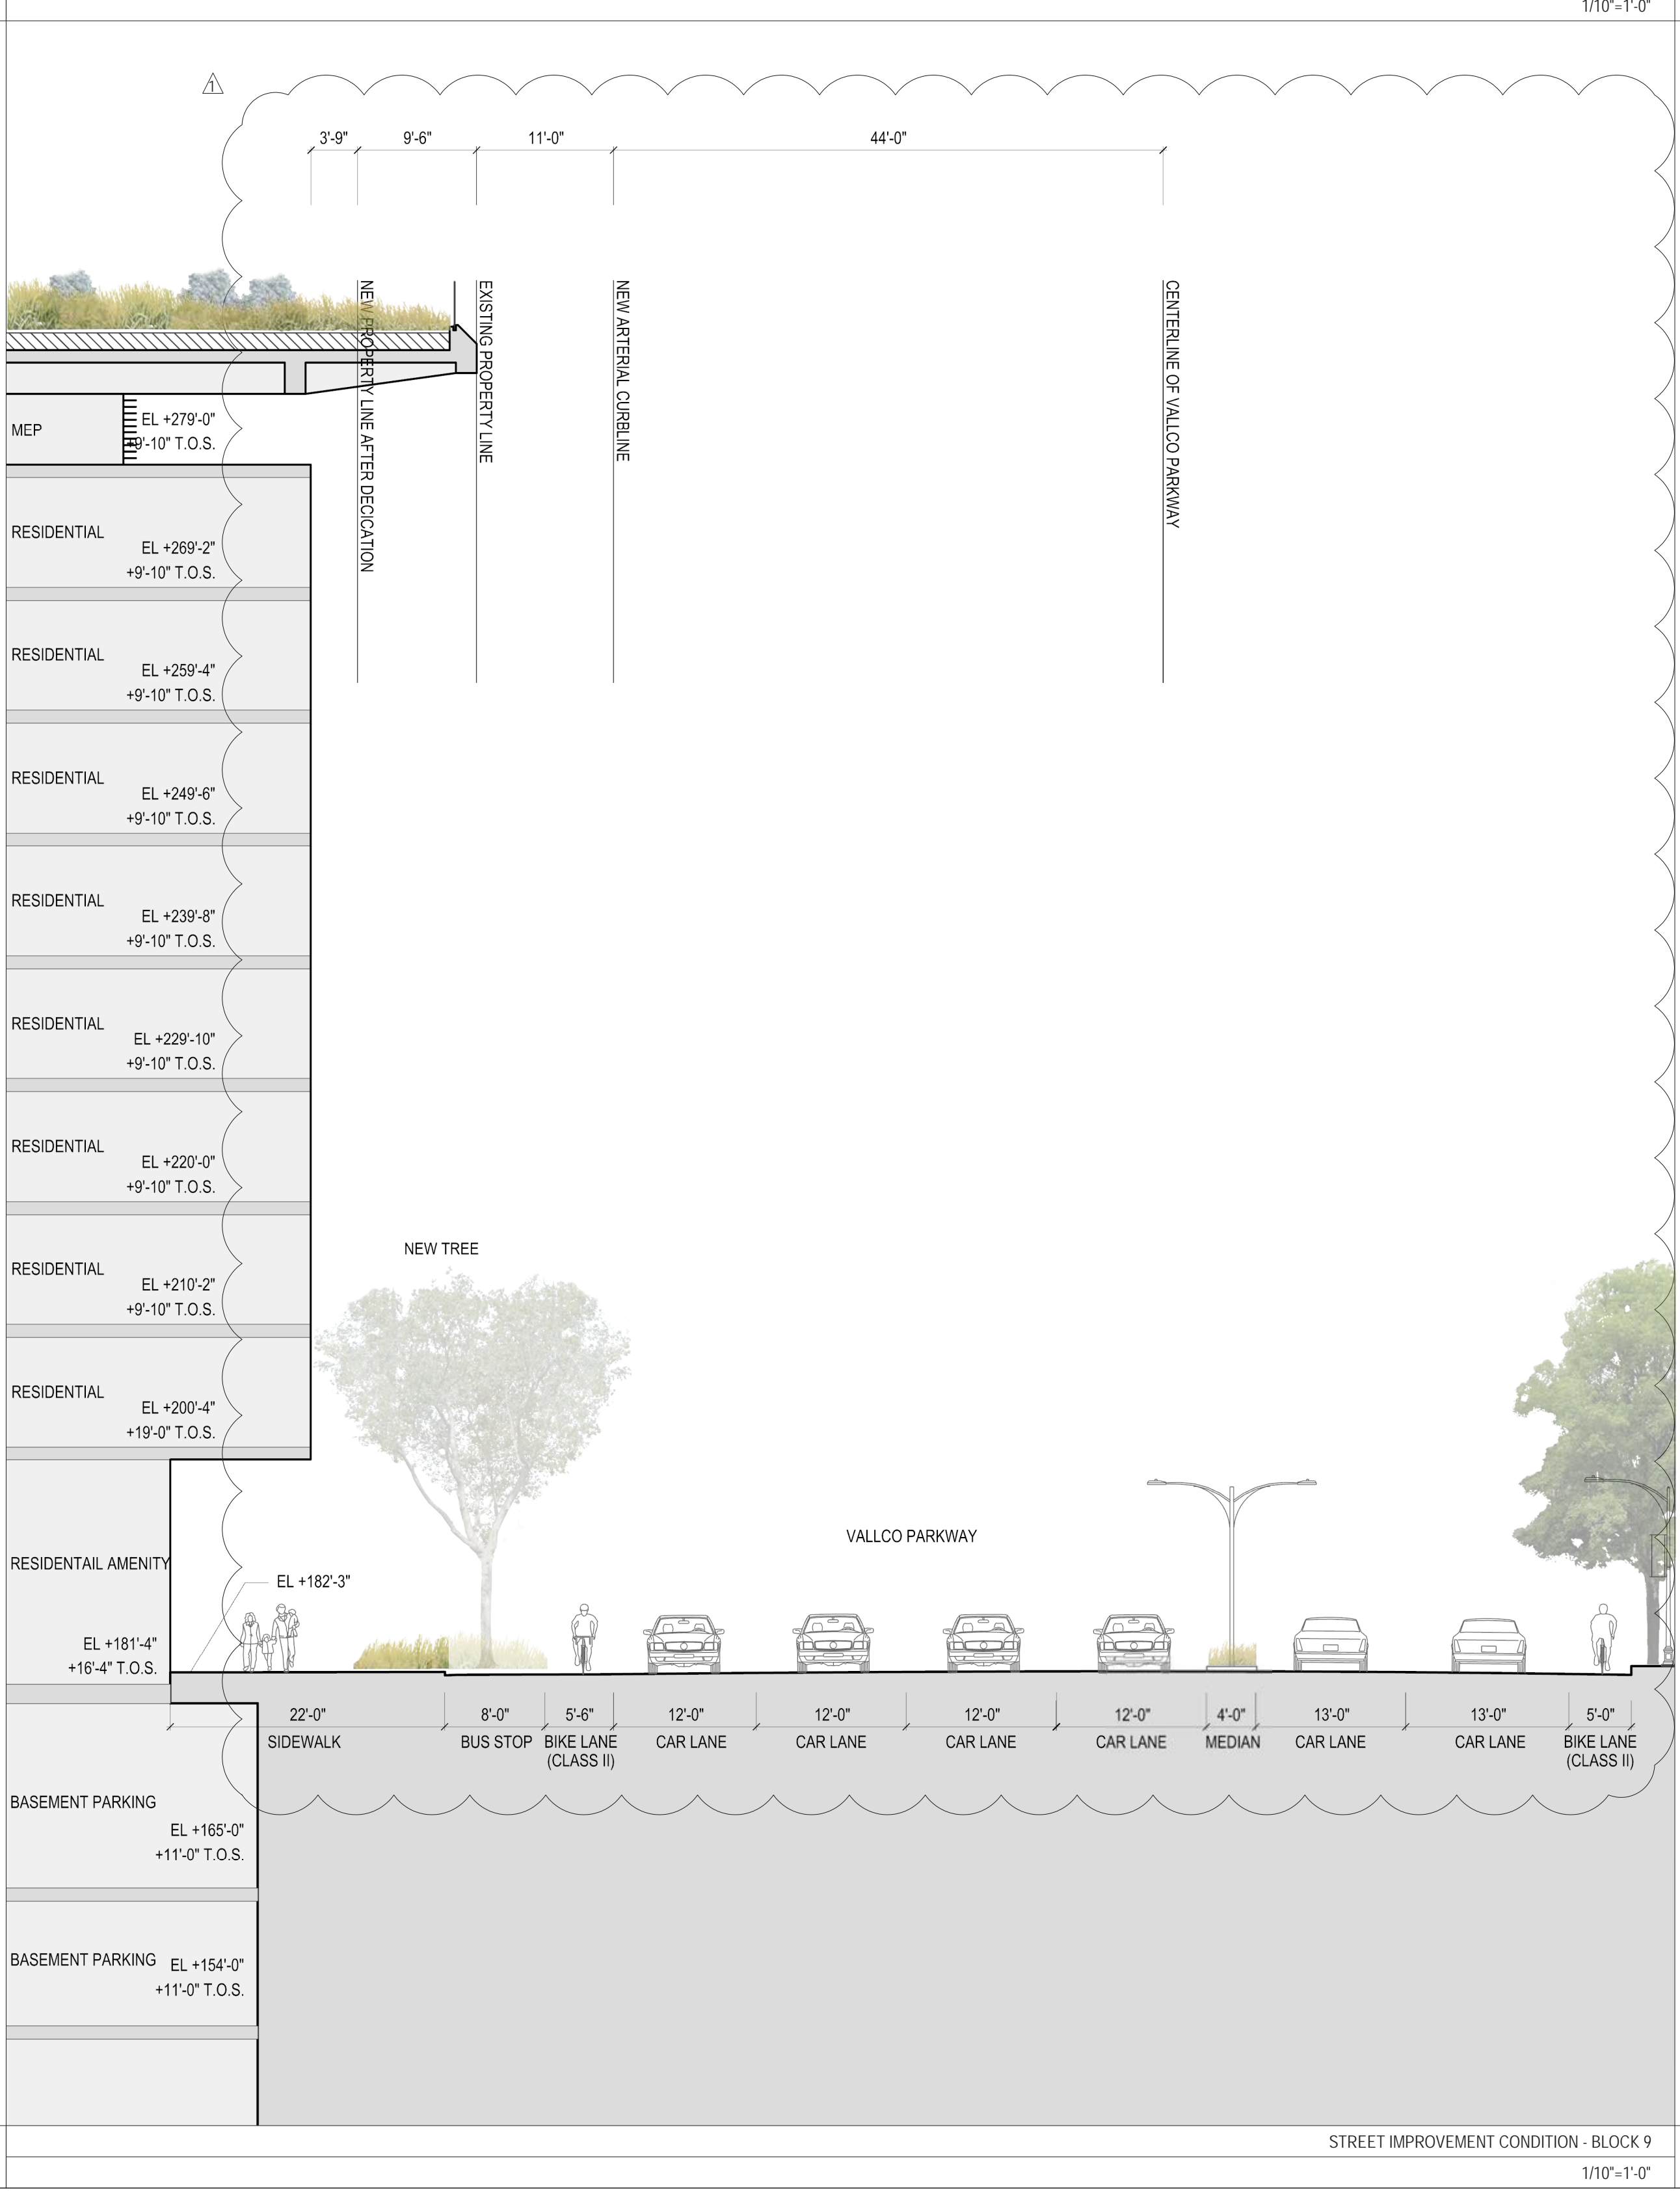 1/10"=1'-0"
1
3'-9"
9'-6"
11'-0"
44'-0"
NEW PROPERTY LINE AFTER DECICATION
EXISTING PROPERTY LINE
NEW ARTERIAL CURBLINE
CENTERLINE OF VALLCO PARKWAY
MEP
EL +279'-0"
+9'-10" T.O.S.
RESIDENTIAL
EL +269'-2"
+9'-10" T.O.S.
RESIDENTIAL
EL +259'-4"
+9'-10" T.O.S.
RESIDENTIAL
EL +249'-6"
+9'-10" T.O.S.
RESIDENTIAL
EL +239'-8"
+9'-10" T.O.S.
RESIDENTIAL
EL +229'-10"
+9'-10" T.O.S.
RESIDENTIAL
EL +220'-0"
+9'-10" T.O.S.
RESIDENTIAL
EL +210'-2"
+9'-10" T.O.S.
RESIDENTIAL
EL +200'-4"
+19'-0" T.O.S.
NEW TREE
VALLCO PARKWAY
RESIDENTAIL AMENITY
EL +182'-3"
EL +181'-4"
+16'-4" T.O.S.
22'-0"
SIDEWALK
8'-0"
BUS STOP
5'-6"
BIKE LANE
(CLASS II)
12'-0"
CAR LANE
12'-0"
CAR LANE
12'-0"
CAR LANE
12'-0"
CAR LANE
4'-0"
MEDIAN
13'-0"
CAR LANE
13'-0"
CAR LANE
5'-0"
BIKE LANE
(CLASS II)
BASEMENT PARKING
EL +165'-0"
+11'-0" T.O.S.
BASEMENT PARKING
EL +154'-0"
+11'-0" T.O.S.
STREET IMPROVEMENT CONDITION - BLOCK 9
1/10"=1'-0"